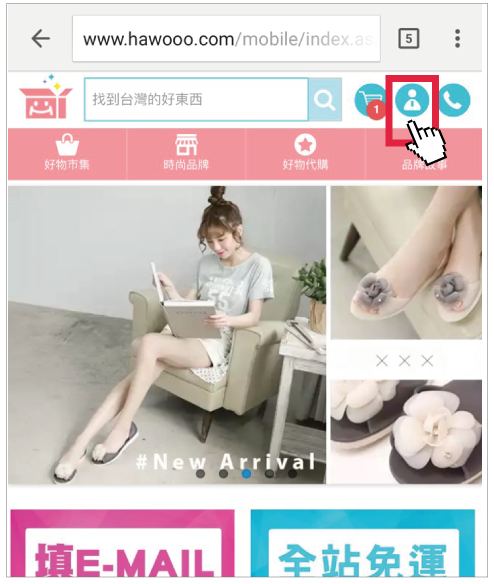 www.hawooo.com/mobile/index.as
5
找到台灣的好東西
1
好物市集
時尚品牌
好物代購
品牌故事
#New Arrival
填E-MAIL
全站免運